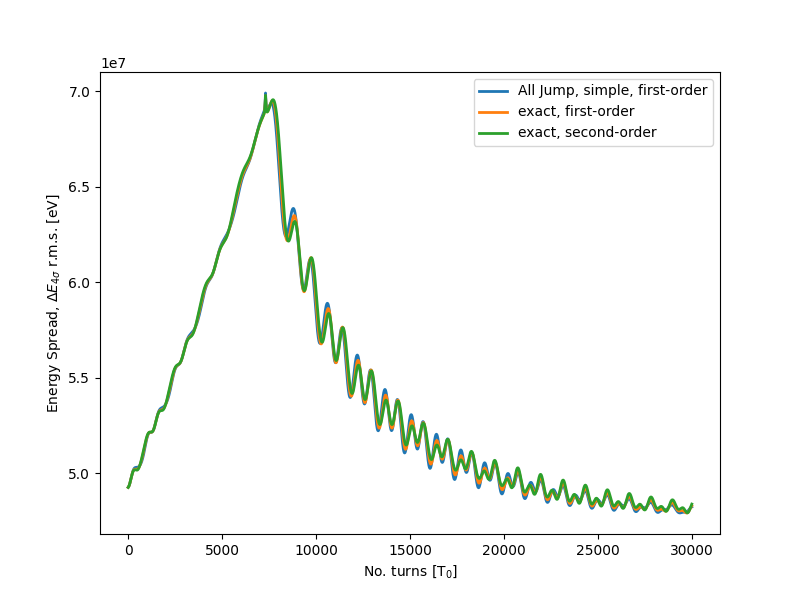 1e7
All Jump, simple, first-order
exact, first-order
exact, second-order
7.0
6.5
6.0
5.5
5.0
Energy Spread, ΔE4σ r.m.s. [eV]
0
5000
10000
15000
20000
25000
30000
No. turns [T0]